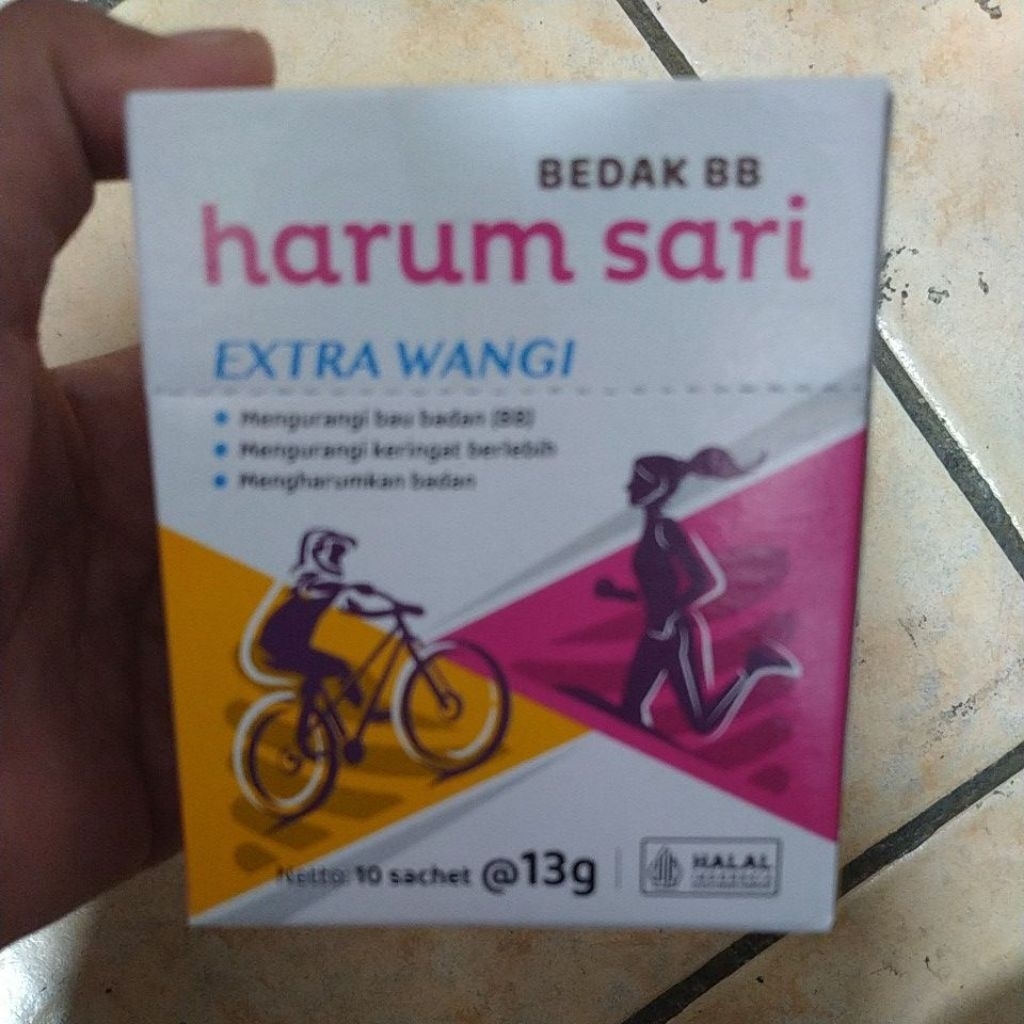 BEDAK BB
harum sari
EXTRA WANGI
Mengurangi bau badan (BB)
Mengurangi keringat berlebih
Mengharumkan badan
Netto 10 sachet @13g
HALAL